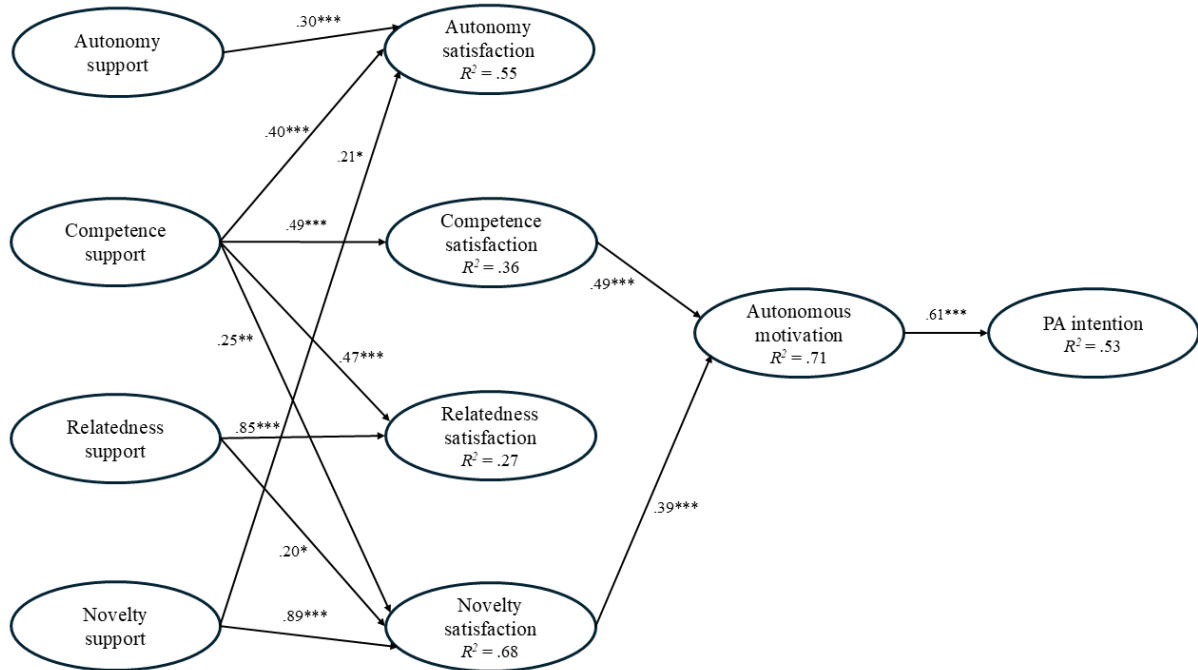 .30***
Autonomy
support
Autonomy
satisfaction
R² = .55
.40***
.21*
Competence
support
.49***
Competence
satisfaction
R² = .36
.49***
.25**
.47***
Autonomous
motivation
R² = .71
.61***
PA intention
R² = .53
Relatedness
support
.85***
Relatedness
satisfaction
R² = .27
.39***
.20*
Novelty
support
.89***
Novelty
satisfaction
R² = .68